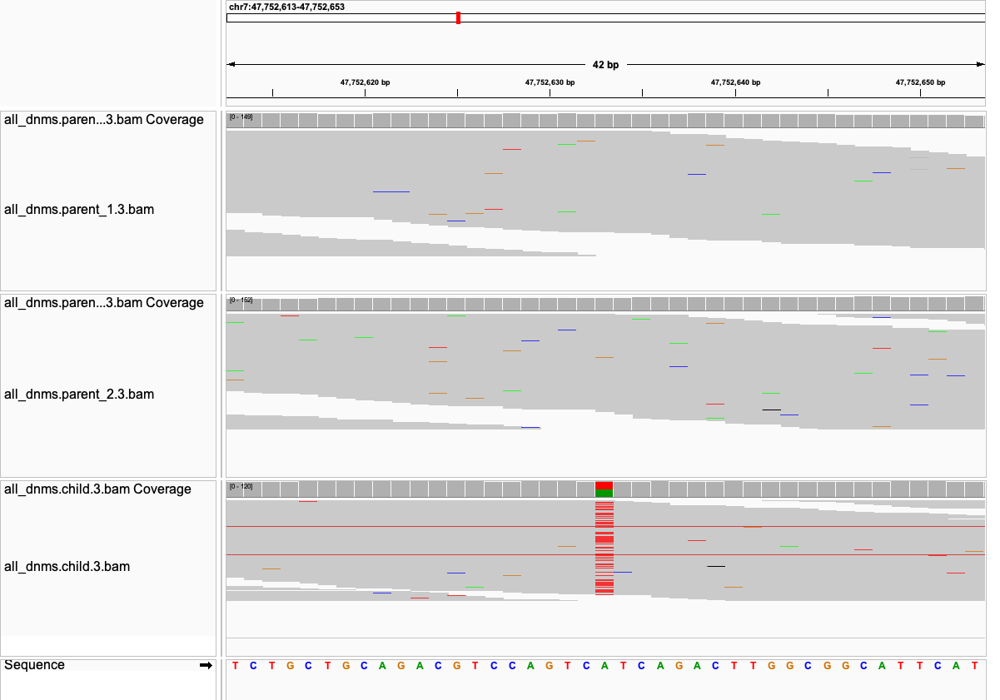 chr7:47,752,613-47,752,653
42 bp
47,752,620 bp 47,752,630 bp 47,752,640 bp 47,752,650 bp
all_dnms.paren...3.bam Coverage [0 - 149]
all_dnms.parent_1.3.bam
all_dnms.paren...3.bam Coverage [0 - 152]
all_dnms.parent_2.3.bam
all_dnms.child.3.bam Coverage [0 - 120]
all_dnms.child.3.bam
Sequence T C T G C T G C A G A C G T C C A G T C A T C A G A C T T G G C G G C A T T C A T